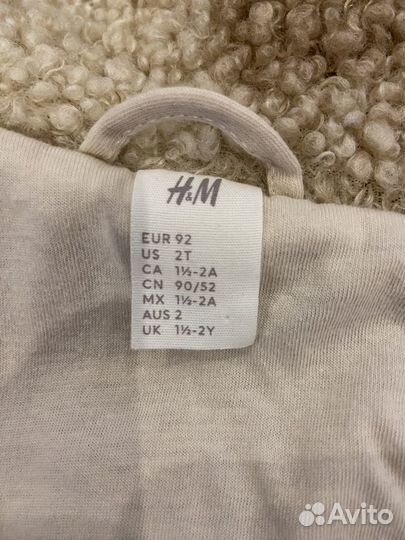 H&M
EUR 92
US 2T
CA 1½-2A
CN 90/52
MX 1½-2A
AUS 2
UK 1½-2Y
Avito